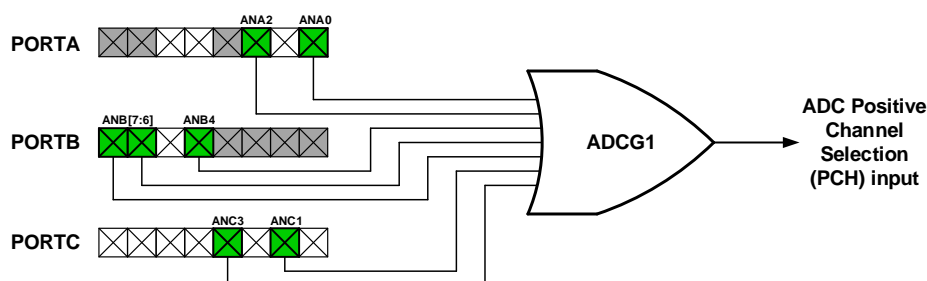 ANA2 ANA0
PORTA
ANB[7:6] ANB4
PORTB
ADCG1
ADC Positive
Channel
Selection
(PCH) input
ANC3 ANC1
PORTC